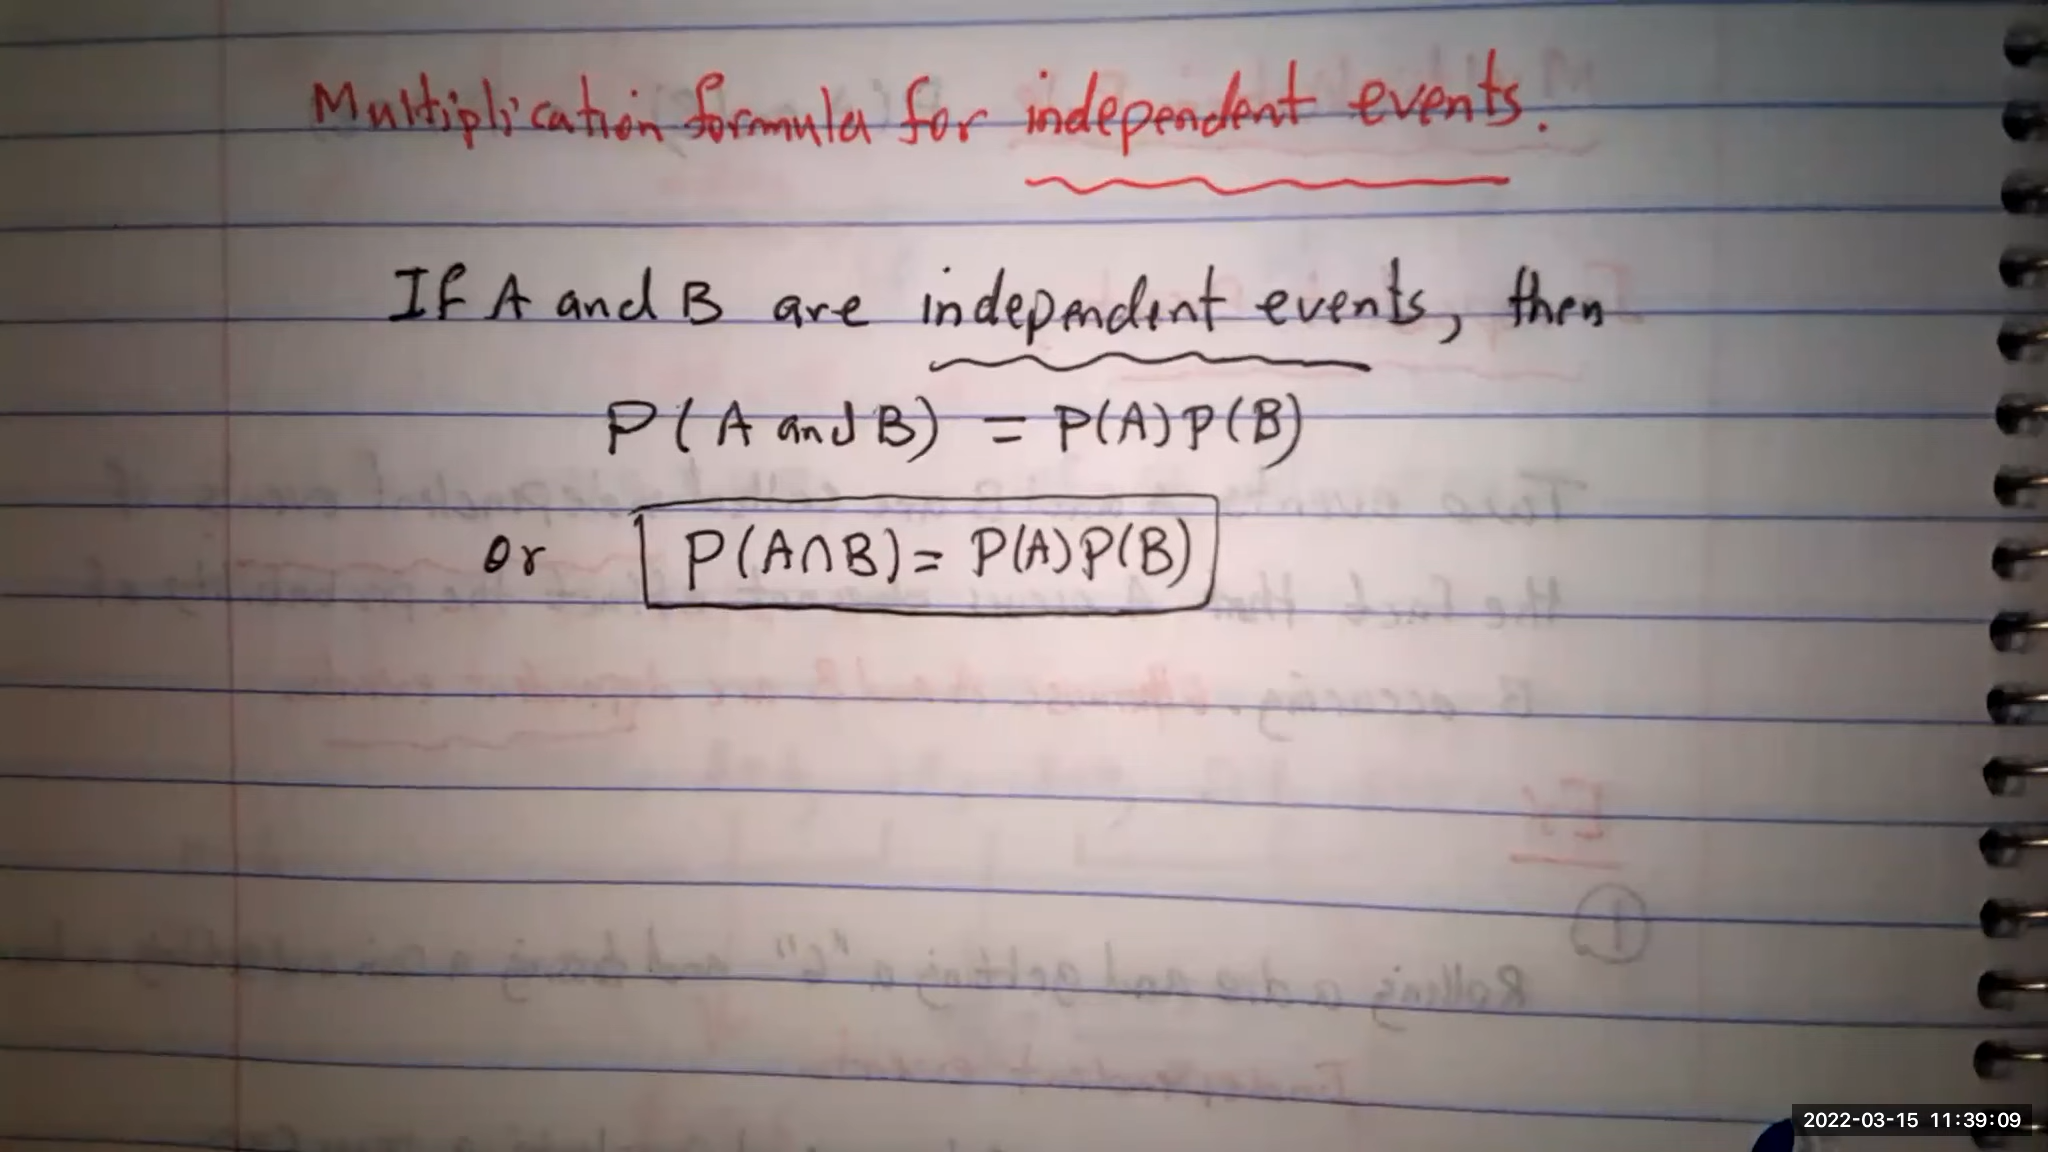 Multiplication formula for independent events.
If A and B are independent events, then
P(A and B) = P(A)P(B)
or P(A∩B) = P(A)P(B)
2022-03-15 11:39:09